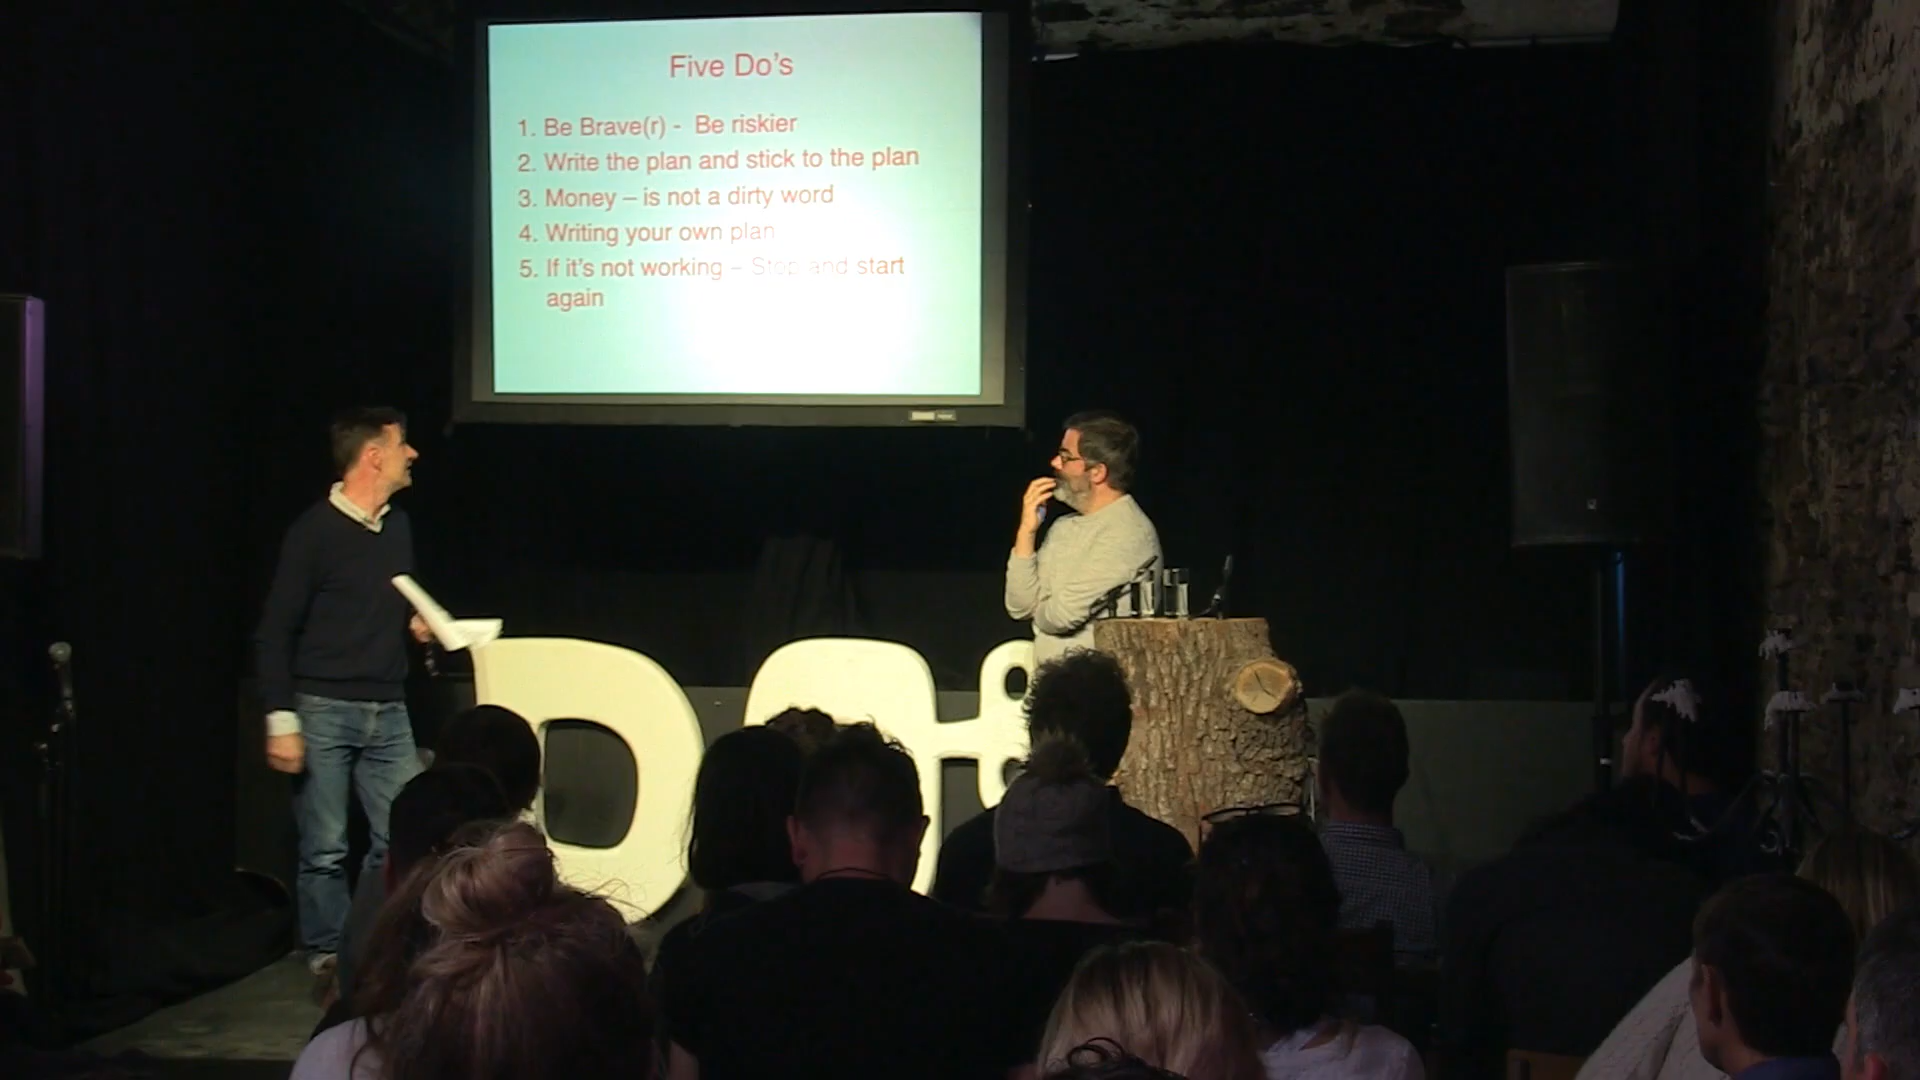 Five Do's
1. Be Brave(r) - Be riskier
2. Write the plan and stick to the plan
3. Money – is not a dirty word
4. Writing your own plan
5. If it's not working – Stop and start
again